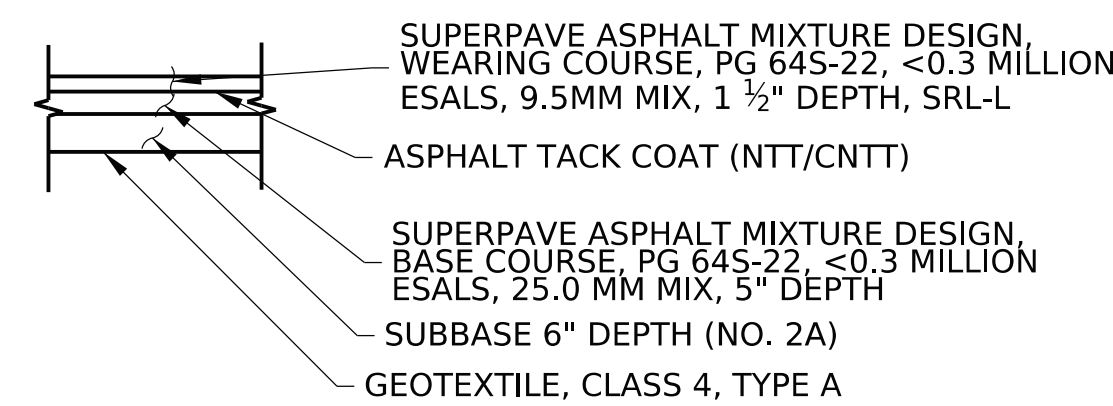 SUPERPAVE ASPHALT MIXTURE DESIGN,
WEARING COURSE, PG 64S-22, <0.3 MILLION
ESALS, 9.5MM MIX, 1 ½" DEPTH, SRL-L
ASPHALT TACK COAT (NTT/CNTT)
SUPERPAVE ASPHALT MIXTURE DESIGN,
BASE COURSE, PG 64S-22, <0.3 MILLION
ESALS, 25.0 MM MIX, 5" DEPTH
SUBBASE 6" DEPTH (NO. 2A)
GEOTEXTILE, CLASS 4, TYPE A